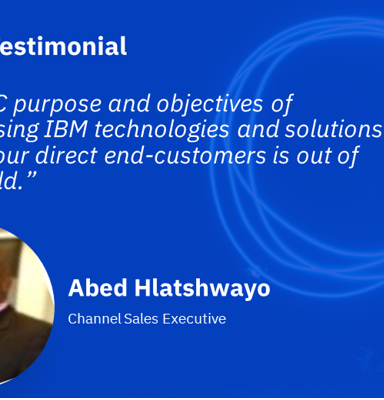 estimonial
C purpose and objectives of
sing IBM technologies and solutions
our direct end-customers is out of
ld.”
Abed Hlatshwayo
Channel Sales Executive